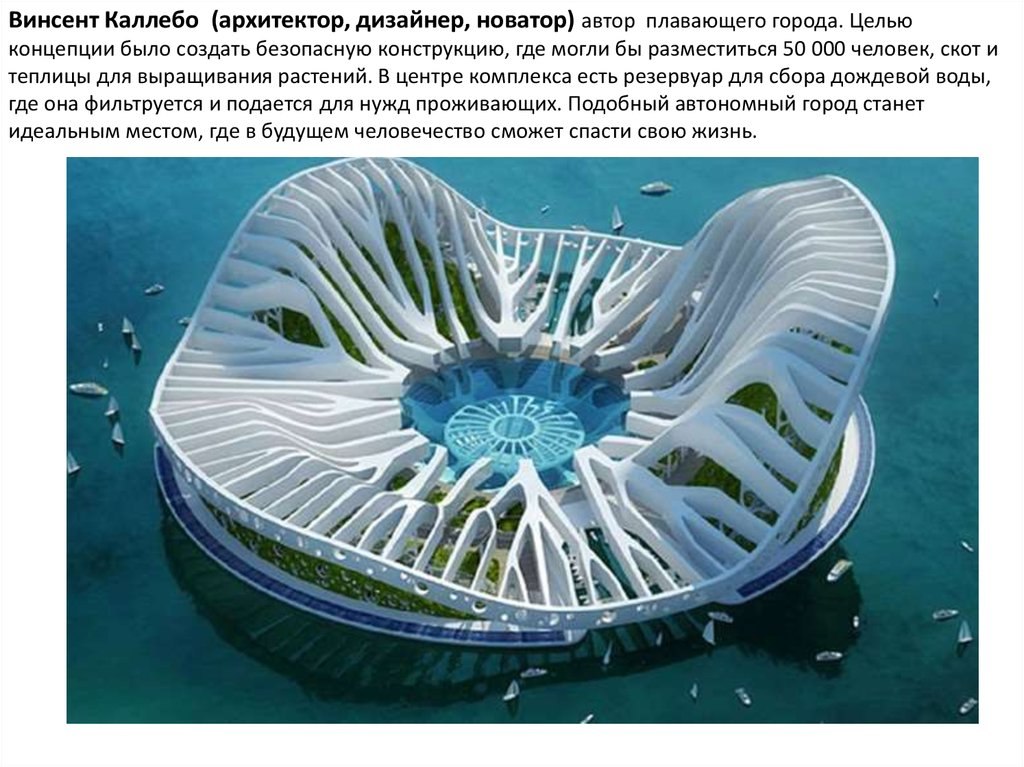 Винсент Каллебо  (архитектор, дизайнер, новатор) автор  плавающего города. Целью
концепции было создать безопасную конструкцию, где могли бы разместиться 50 000 человек, скот и
теплицы для выращивания растений. В центре комплекса есть резервуар для сбора дождевой воды,
где она фильтруется и подается для нужд проживающих. Подобный автономный город станет
идеальным местом, где в будущем человечество сможет спасти свою жизнь.